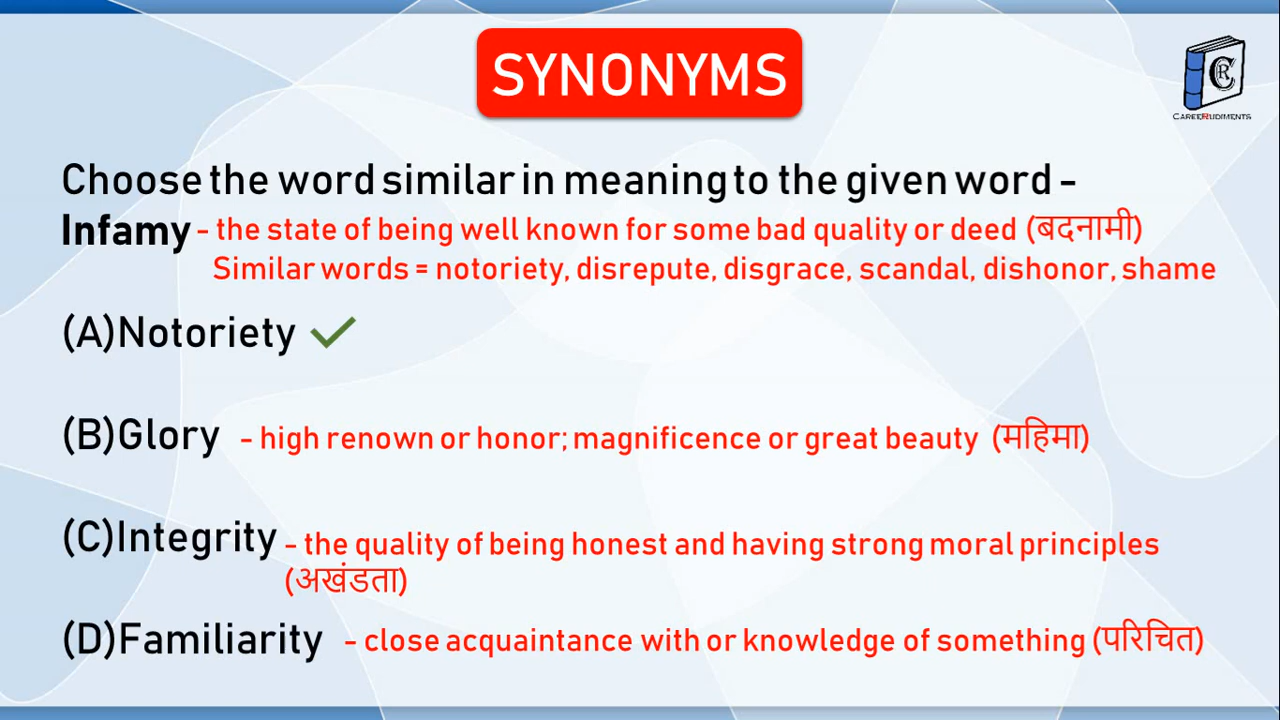 SYNONYMS
CR
CAREERUDIMENTS
Choose the word similar in meaning to the given word -
Infamy - the state of being well known for some bad quality or deed (बदनामी)
Similar words = notoriety, disrepute, disgrace, scandal, dishonor, shame
(A)Notoriety
(B)Glory - high renown or honor; magnificence or great beauty (महिमा)
(C)Integrity - the quality of being honest and having strong moral principles
(अखंडता)
(D)Familiarity - close acquaintance with or knowledge of something (परिचित)